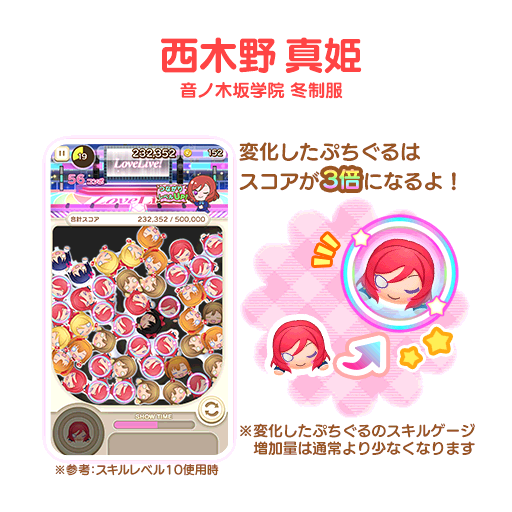 西木野 真姫
音ノ木坂学院 冬制服
変化したぷちぐるは
スコアが3倍になるよ！
19
232,352
152
LoveLive!
56
合計スコア
232,352 / 500,000
SHOW TIME
※変化したぷちぐるのスキルゲージ
増加量は通常より少なくなります
※参考：スキルレベル10使用時